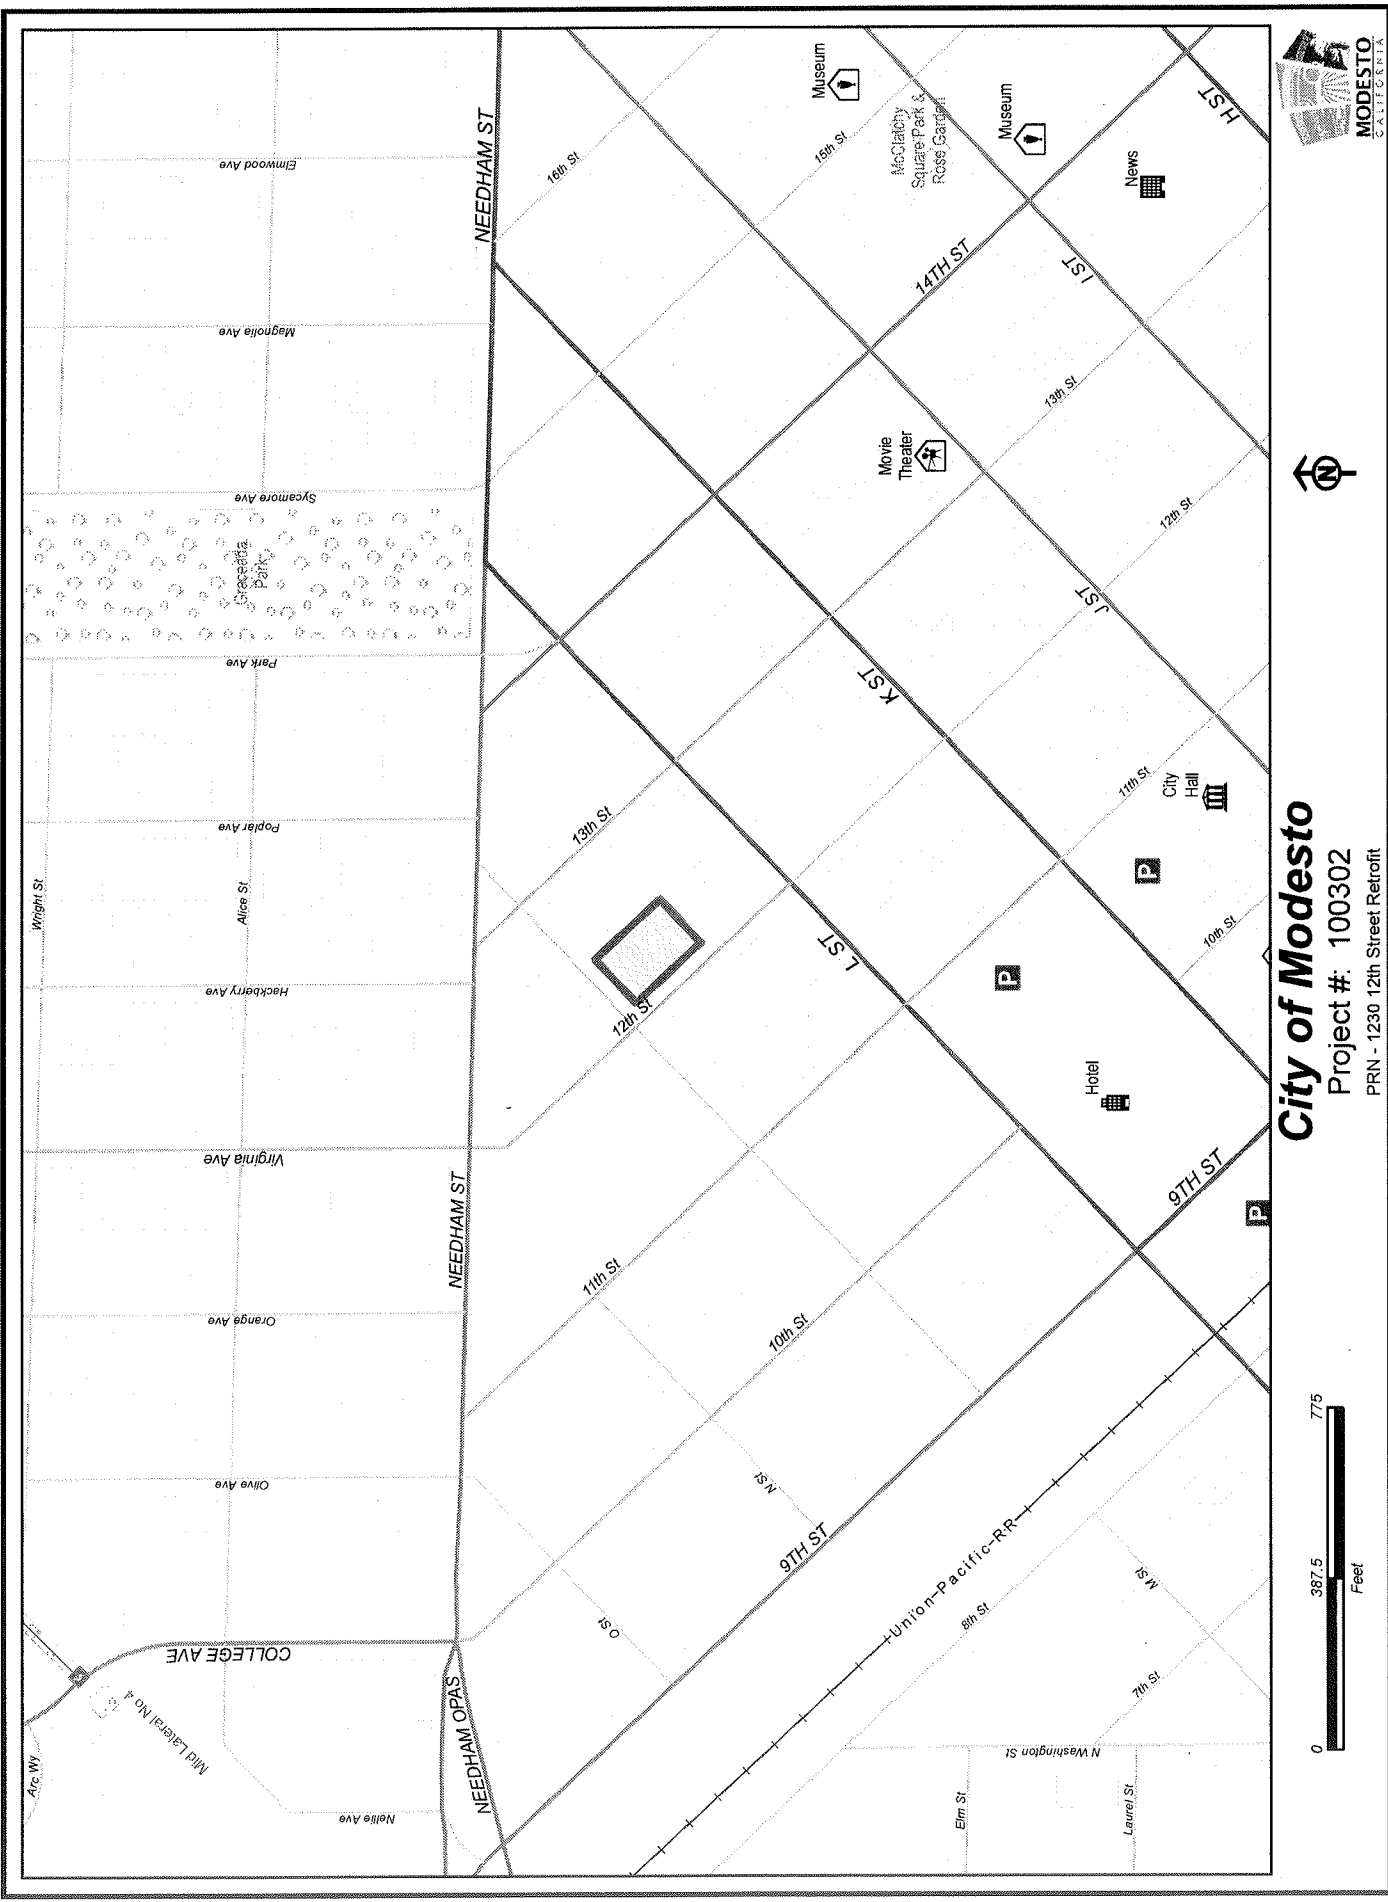 Arc Wy
Mid Lateral No 4
COLLEGE AVE
Nellie Ave
NEEDHAM OPAS
Olive Ave
Orange Ave
Virginia Ave
Hackberry Ave
Poplar Ave
Park Ave
Wright St
Alice St
Graceada
Park
Sycamore Ave
Magnolia Ave
Elmwood Ave
NEEDHAM ST
NEEDHAM ST
16th St
15th St
Museum
McClatchy
Square Park &
Rose Garden
Museum
14TH ST
News
H ST
I ST
13th St
Movie
Theater
12th St
J ST
K ST
11th St
City
Hall
P
10th St
13th St
12th St
L ST
P
Hotel
9TH ST
P
11th St
10th St
N St
9TH ST
O St
Union-Pacific-RR
8th St
M St
7th St
N Washington St
Elm St
Laurel St
0 387.5 775
Feet
City of Modesto
Project #: 100302
PRN - 1230 12th Street Retrofit
N
MODESTO
CALIFORNIA